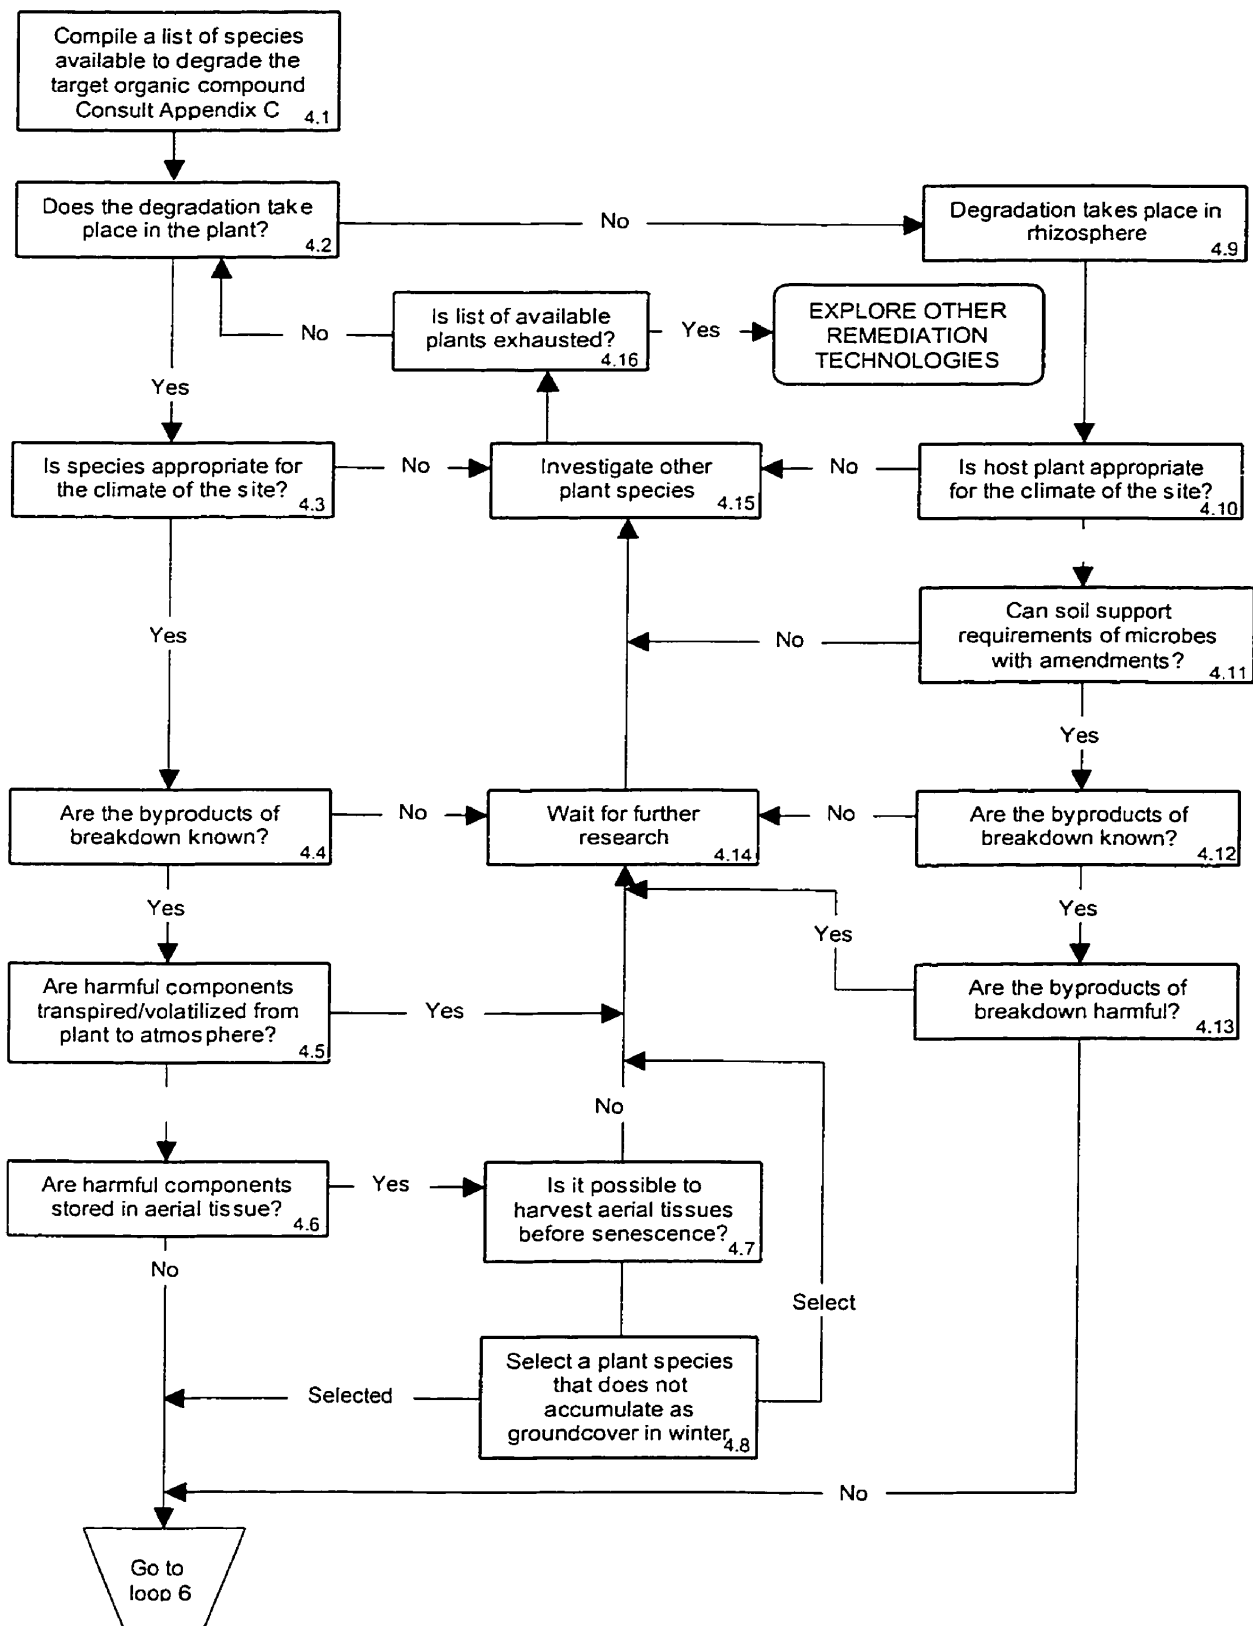 Compile a list of species
available to degrade the
target organic compound
Consult Appendix C
4.1
Does the degradation take
place in the plant?
4.2
No
Degradation takes place in
rhizosphere
4.9
Is list of available
plants exhausted?
4.16
No
Yes
EXPLORE OTHER
REMEDIATION
TECHNOLOGIES
Yes
Is species appropriate for
the climate of the site?
4.3
No
Investigate other
plant species
4.15
No
Is host plant appropriate
for the climate of the site?
4.10
Yes
No
Can soil support
requirements of microbes
with amendments?
4.11
Yes
Are the byproducts of
breakdown known?
4.4
No
Wait for further
research
4.14
No
Are the byproducts of
breakdown known?
4.12
Yes
Yes
Yes
Are harmful components
transpired/volatilized from
plant to atmosphere?
4.5
Yes
Are the byproducts of
breakdown harmful?
4.13
No
Are harmful components
stored in aerial tissue?
4.6
Yes
Is it possible to
harvest aerial tissues
before senescence?
4.7
No
Select
Select a plant species
that does not
accumulate as
groundcover in winter
4.8
Selected
No
Go to
loop 6